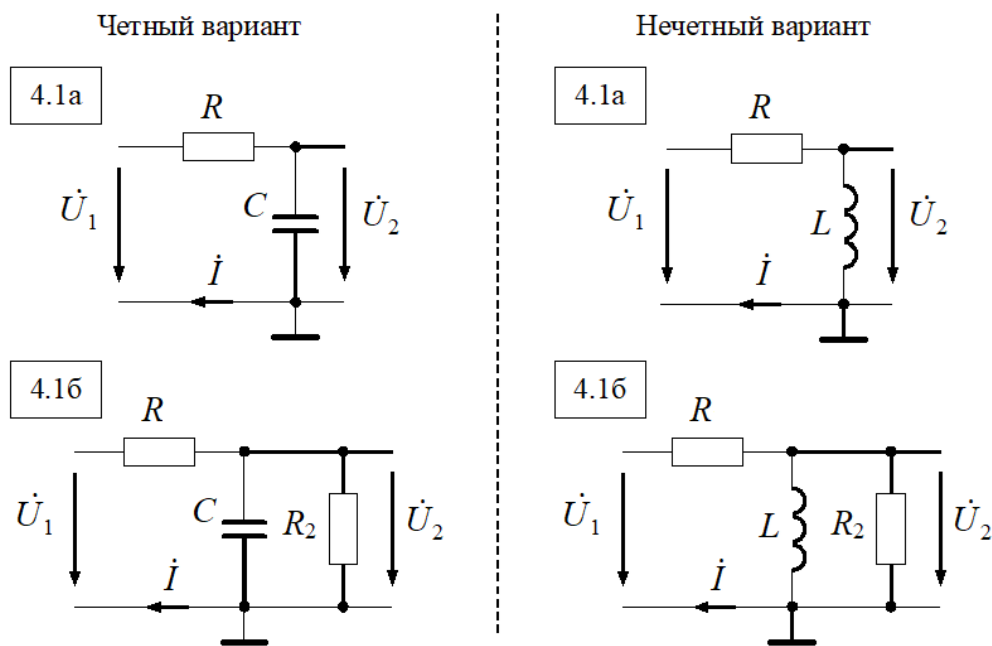 Четный вариант
4.1а
R
U̇1
C
U̇2
İ
4.1б
R
U̇1
C
R2
U̇2
İ
Нечетный вариант
4.1а
R
U̇1
L
U̇2
İ
4.1б
R
U̇1
L
R2
U̇2
İ